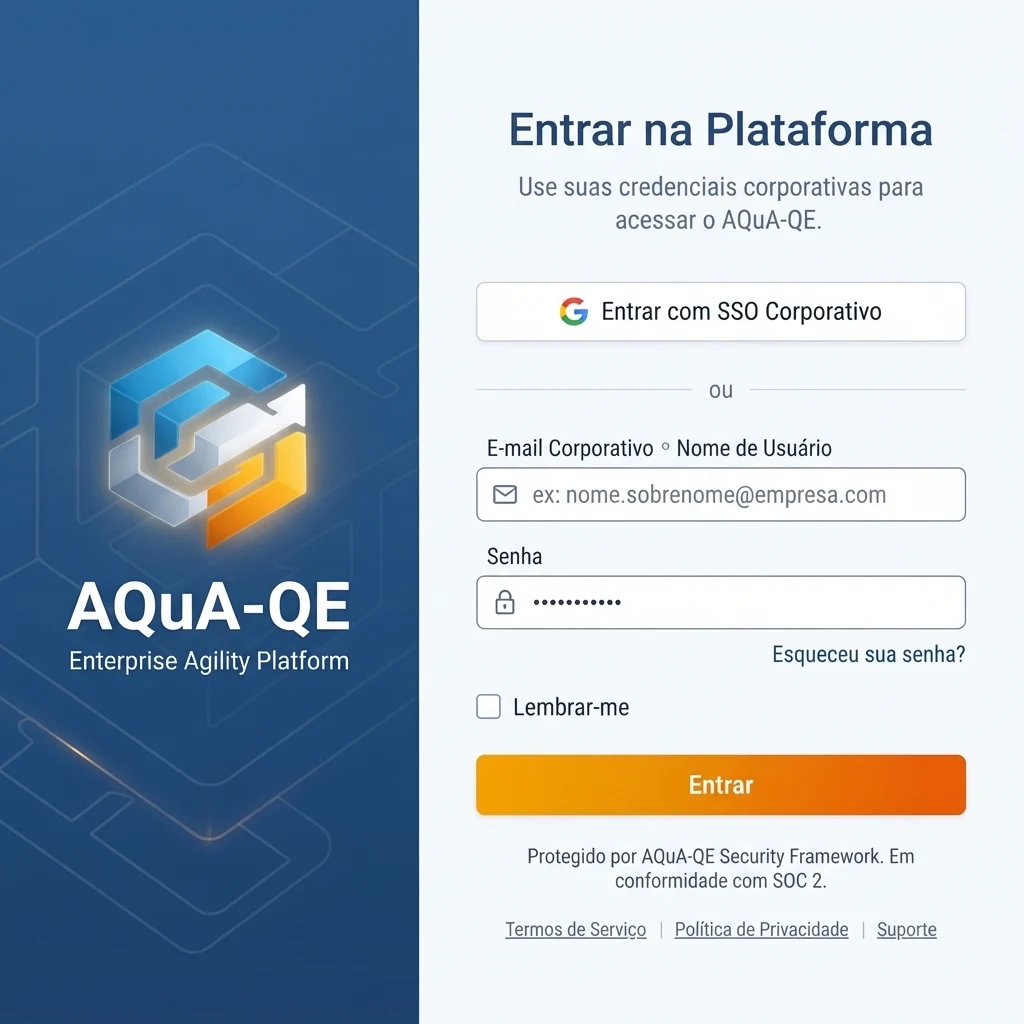 AQuA-QE
Enterprise Agility Platform
Entrar na Plataforma
Use suas credenciais corporativas para
acessar o AQuA-QE.
Entrar com SSO Corporativo
ou
E-mail Corporativo º Nome de Usuário
ex: nome.sobrenome@empresa.com
Senha
•••••••••••
Esqueceu sua senha?
Lembrar-me
Entrar
Protegido por AQuA-QE Security Framework. Em
conformidade com SOC 2.
Termos de Serviço | Política de Privacidade | Suporte